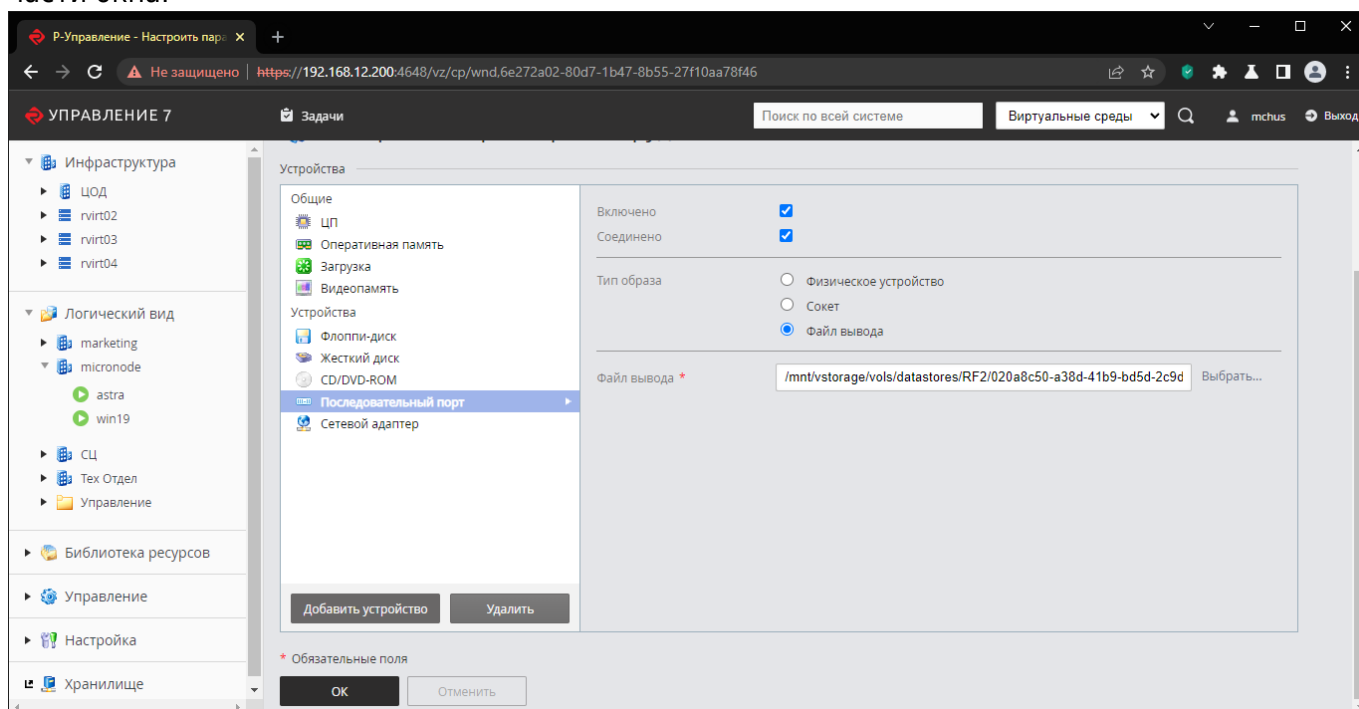 Р-Управление - Настроить пар
Не защищено https://192.168.12.200:4648/vz/cp/wnd,6e272a02-80d7-1b47-8b55-27f10aa78f46
УПРАВЛЕНИЕ 7
Задачи
Поиск по всей системе
Виртуальные среды
mchus
Выход
Инфраструктура
ЦОД
rvirt02
rvirt03
rvirt04
Логический вид
marketing
micronode
astra
win19
СЦ
Тех Отдел
Управление
Библиотека ресурсов
Управление
Настройка
Хранилище
Устройства
Общие
ЦП
Оперативная память
Загрузка
Видеопамять
Устройства
Флоппи-диск
Жесткий диск
CD/DVD-ROM
Последовательный порт
Сетевой адаптер
Добавить устройство
Удалить
Включено
Соединено
Тип образа
Физическое устройство
Сокет
Файл вывода
Файл вывода *
/mnt/vstorage/vols/datastores/RF2/020a8c50-a38d-41b9-bd5d-2c9d
Выбрать...
* Обязательные поля
ОК
Отменить